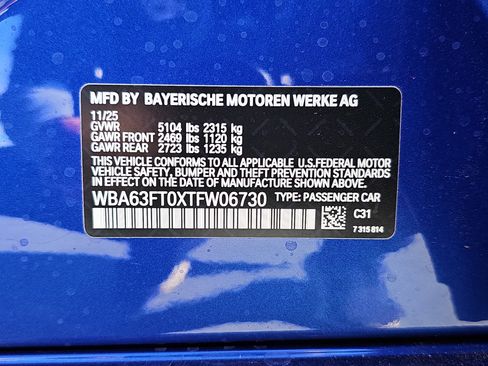 MFD BY BAYERISCHE MOTOREN WERKE AG
11/25
GVWR 5104 lbs 2315 kg
GAWR FRONT 2469 lbs 1120 kg
GAWR REAR 2723 lbs 1235 kg
THIS VEHICLE CONFORMS TO ALL APPLICABLE U.S.FEDERAL MOTOR
VEHICLE SAFETY, BUMPER AND THEFT PREVENTION STANDARDS
IN EFFECT ON THE DATE OF MANUFACTURE SHOWN ABOVE.
WBA63FT0XTFW06730 TYPE: PASSENGER CAR
C31
7315814